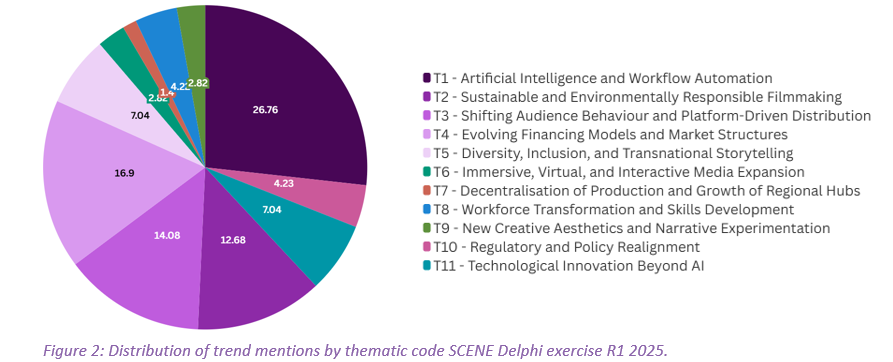 26.76
4.23
7.04
12.68
14.08
16.9
7.04
2.82
1.4
4.2
2.82
T1 - Artificial Intelligence and Workflow Automation
T2 - Sustainable and Environmentally Responsible Filmmaking
T3 - Shifting Audience Behaviour and Platform-Driven Distribution
T4 - Evolving Financing Models and Market Structures
T5 - Diversity, Inclusion, and Transnational Storytelling
T6 - Immersive, Virtual, and Interactive Media Expansion
T7 - Decentralisation of Production and Growth of Regional Hubs
T8 - Workforce Transformation and Skills Development
T9 - New Creative Aesthetics and Narrative Experimentation
T10 - Regulatory and Policy Realignment
T11 - Technological Innovation Beyond AI
Figure 2: Distribution of trend mentions by thematic code SCENE Delphi exercise R1 2025.